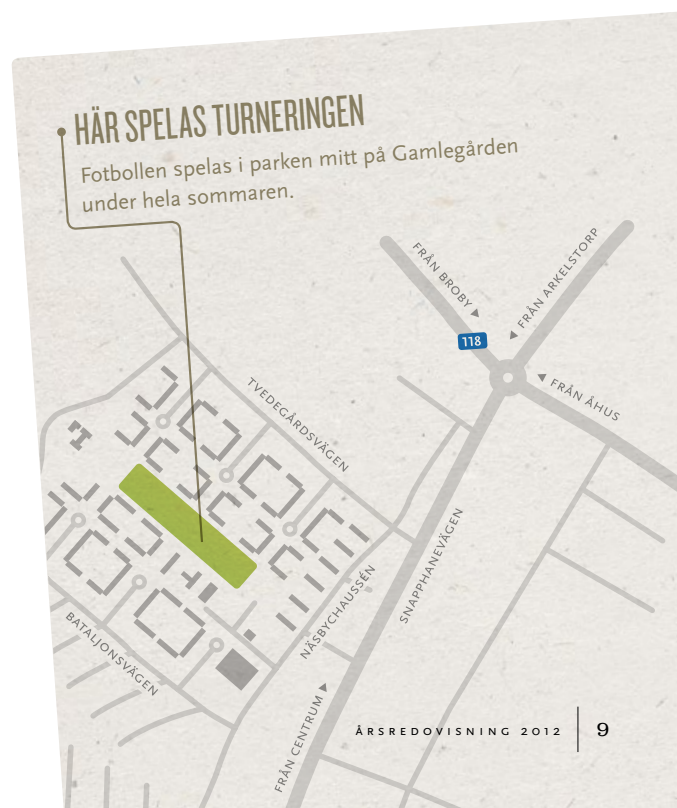 HÄR SPELAS TURNERINGEN
Fotbollen spelas i parken mitt på Gamlegården
under hela sommaren.
FRÅN BROBY
FRÅN ARKELSTORP
118
FRÅN ÅHUS
TVEDEGÅRDSVÄGEN
SNAPPHANEVÄGEN
NÄSBYCHAUSSÉN
BATALJONSVÄGEN
FRÅN CENTRUM
ÅRSREDOVISNING 2012
9